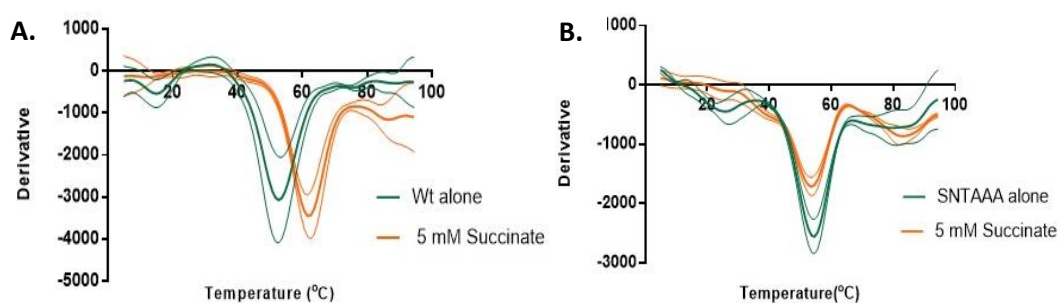 A.
1000
0
-1000
-2000
-3000
-4000
-5000
20
40
60
80
100
Derivative
Temperature (°C)
Wt alone
5 mM Succinate
B.
1000
0
-1000
-2000
-3000
20
40
60
80
100
Derivative
Temperature(°C)
SNTAAA alone
5 mM Succinate